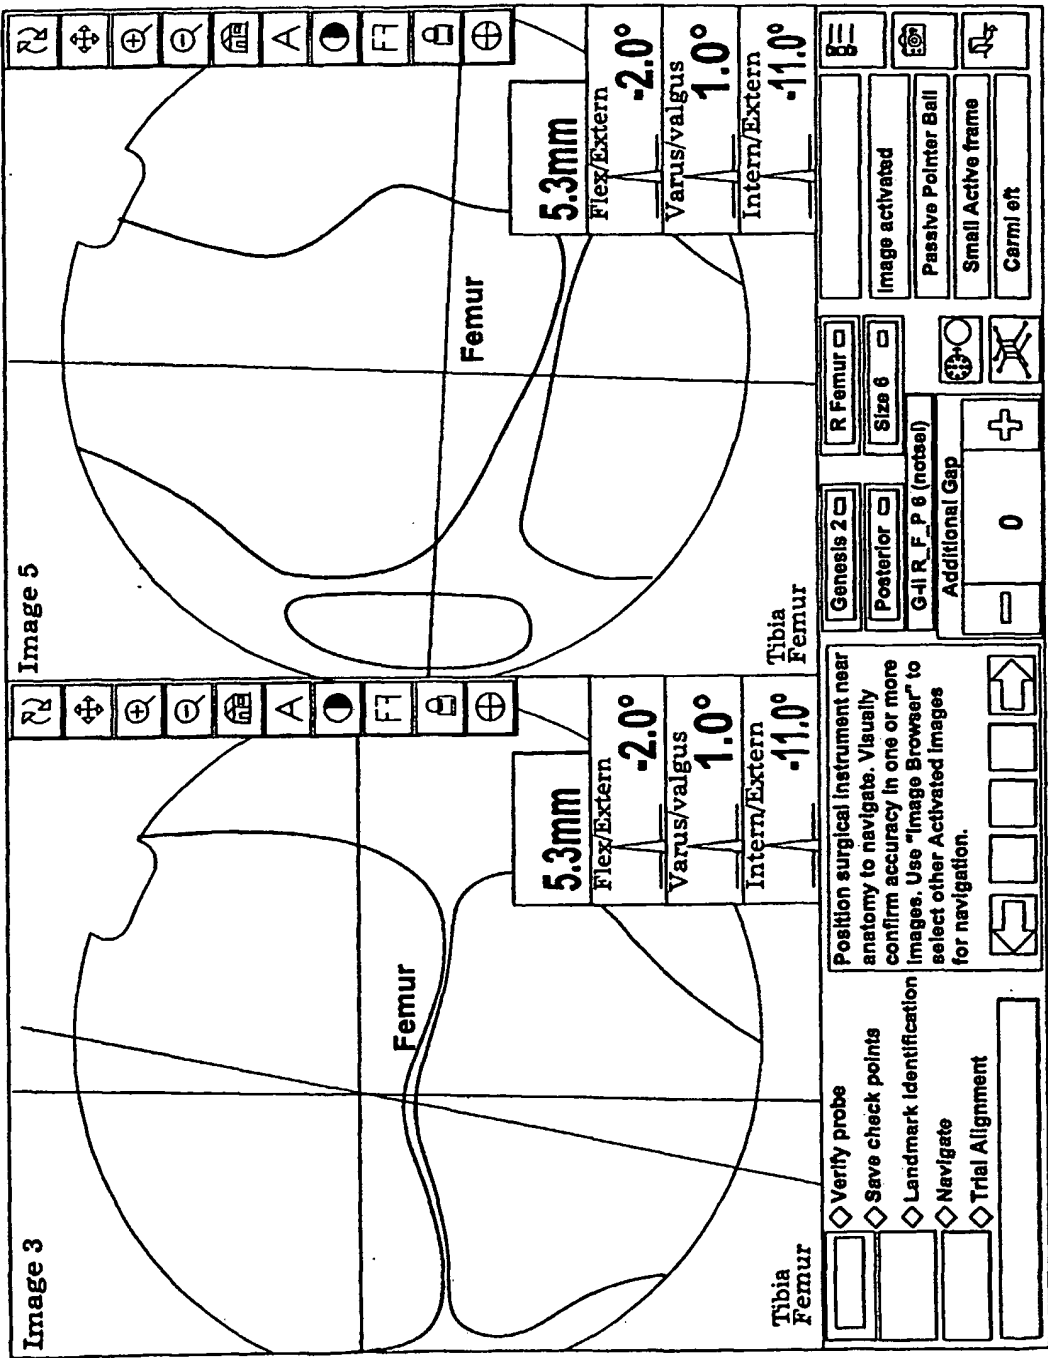 Image 3
Femur
Tibia
Femur
5.3mm
Flex/Extern
-2.0°
Varus/valgus
1.0°
Intern/Extern
-11.0°
Image 5
Femur
Tibia
Femur
5.3mm
Flex/Extern
-2.0°
Varus/valgus
1.0°
Intern/Extern
-11.0°
Verify probe
Save check points
Landmark identification
Navigate
Trial Alignment
Position surgical instrument near
anatomy to navigate. Visually
confirm accuracy in one or more
images. Use "Image Browser" to
select other Activated images
for navigation.
Genesis 2
R Femur
Posterior
Size 6
G-II R_F_P 6 (notsel)
Additional Gap
0
Image activated
Passive Pointer Ball
Small Active frame